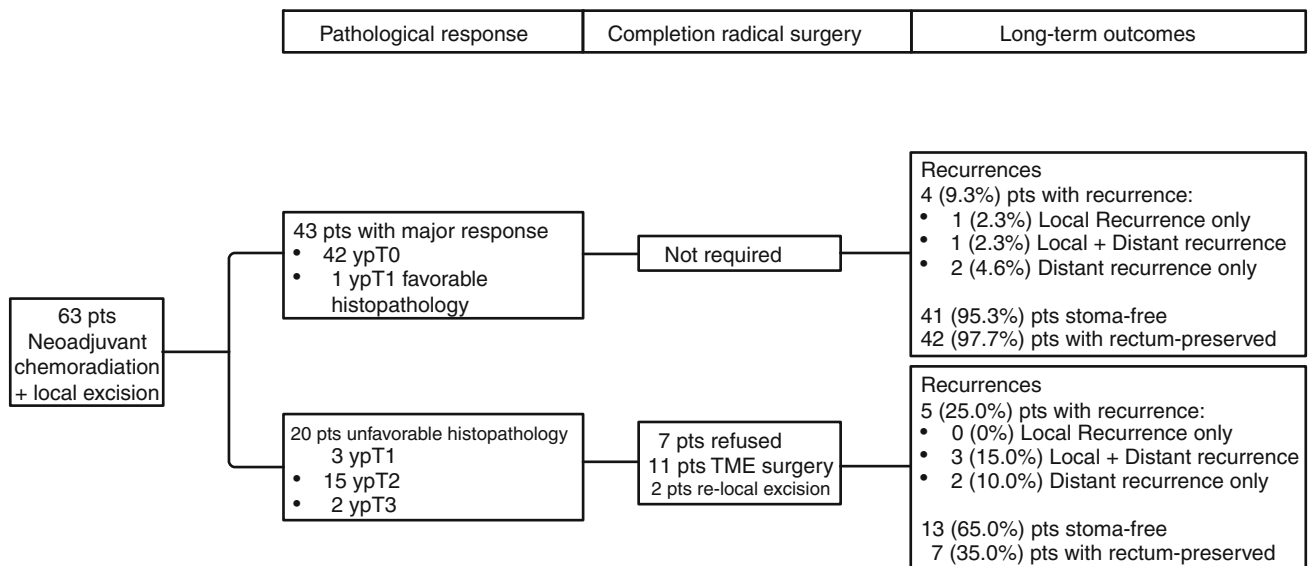 Pathological response
Completion radical surgery
Long-term outcomes
63 pts
Neoadjuvant
chemoradiation
+ local excision
43 pts with major response
• 42 ypT0
• 1 ypT1 favorable
histopathology
Not required
Recurrences
4 (9.3%) pts with recurrence:
• 1 (2.3%) Local Recurrence only
• 1 (2.3%) Local + Distant recurrence
• 2 (4.6%) Distant recurrence only
41 (95.3%) pts stoma-free
42 (97.7%) pts with rectum-preserved
20 pts unfavorable histopathology
3 ypT1
• 15 ypT2
• 2 ypT3
7 pts refused
11 pts TME surgery
2 pts re-local excision
Recurrences
5 (25.0%) pts with recurrence:
• 0 (0%) Local Recurrence only
• 3 (15.0%) Local + Distant recurrence
• 2 (10.0%) Distant recurrence only
13 (65.0%) pts stoma-free
7 (35.0%) pts with rectum-preserved